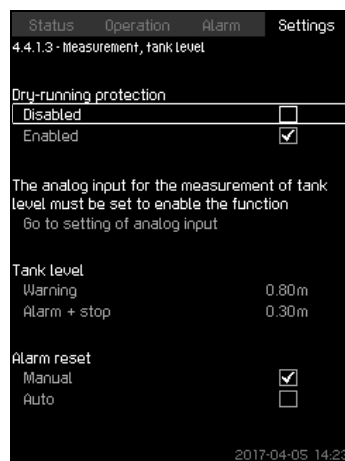 Status Operation Alarm Settings
4.4.1.3 - Measurement, tank level
Dry-running protection
Disabled
Enabled
The analog input for the measurement of tank
level must be set to enable the function
Go to setting of analog input
Tank level
Warning 0.80m
Alarm + stop 0.30m
Alarm reset
Manual
Auto
2017-04-05 14:23